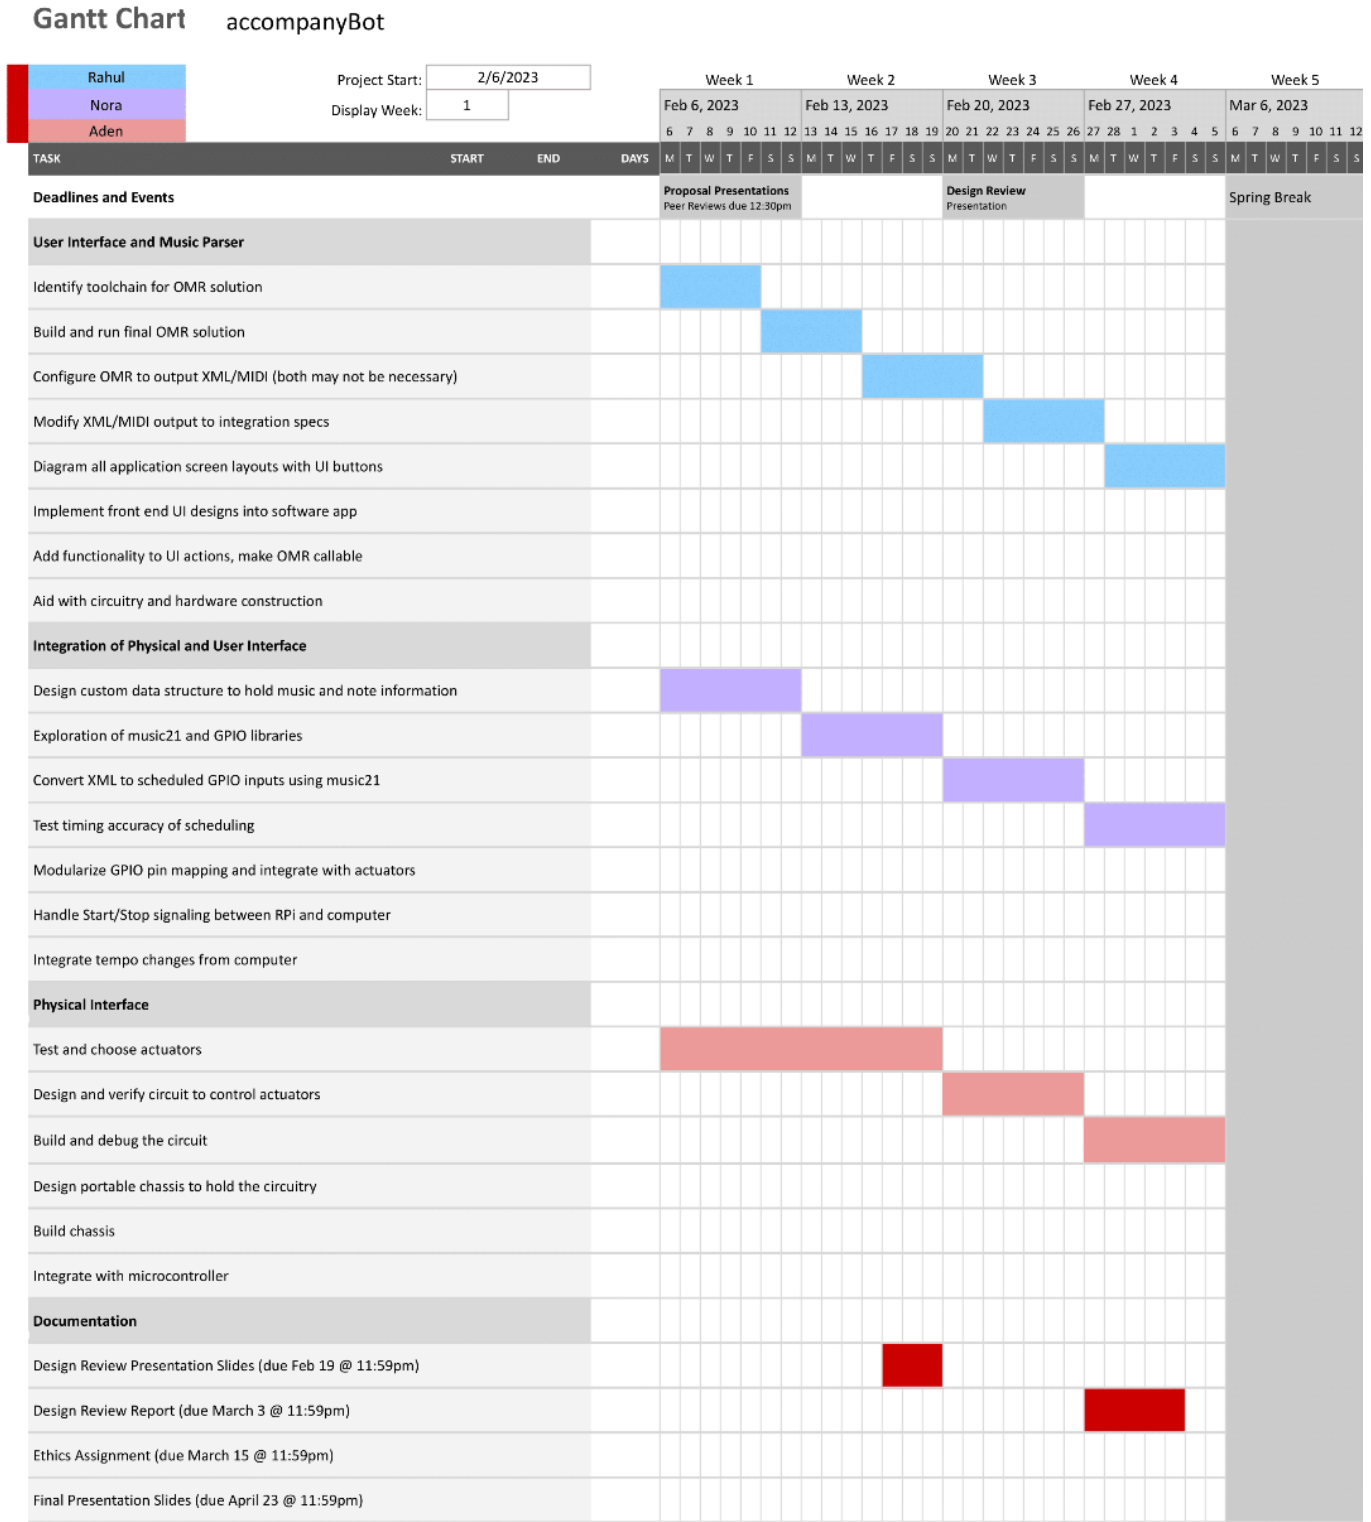 Gantt Chart accompanyBot
Rahul Project Start: 2/6/2023 Week 1 Week 2 Week 3 Week 4 Week 5
Nora Display Week: 1 Feb 6, 2023 Feb 13, 2023 Feb 20, 2023 Feb 27, 2023 Mar 6, 2023
Aden 6 7 8 9 10 11 12 13 14 15 16 17 18 19 20 21 22 23 24 25 26 27 28 1 2 3 4 5 6 7 8 9 10 11 12
TASK START END DAYS M T W T F S S M T W T F S S M T W T F S S M T W T F S S M T W T F S S
Deadlines and Events Proposal Presentations Design Review Spring Break
Peer Reviews due 12:30pm Presentation
User Interface and Music Parser
Identify toolchain for OMR solution
Build and run final OMR solution
Configure OMR to output XML/MIDI (both may not be necessary)
Modify XML/MIDI output to integration specs
Diagram all application screen layouts with UI buttons
Implement front end UI designs into software app
Add functionality to UI actions, make OMR callable
Aid with circuitry and hardware construction
Integration of Physical and User Interface
Design custom data structure to hold music and note information
Exploration of music21 and GPIO libraries
Convert XML to scheduled GPIO inputs using music21
Test timing accuracy of scheduling
Modularize GPIO pin mapping and integrate with actuators
Handle Start/Stop signaling between RPi and computer
Integrate tempo changes from computer
Physical Interface
Test and choose actuators
Design and verify circuit to control actuators
Build and debug the circuit
Design portable chassis to hold the circuitry
Build chassis
Integrate with microcontroller
Documentation
Design Review Presentation Slides (due Feb 19 @ 11:59pm)
Design Review Report (due March 3 @ 11:59pm)
Ethics Assignment (due March 15 @ 11:59pm)
Final Presentation Slides (due April 23 @ 11:59pm)